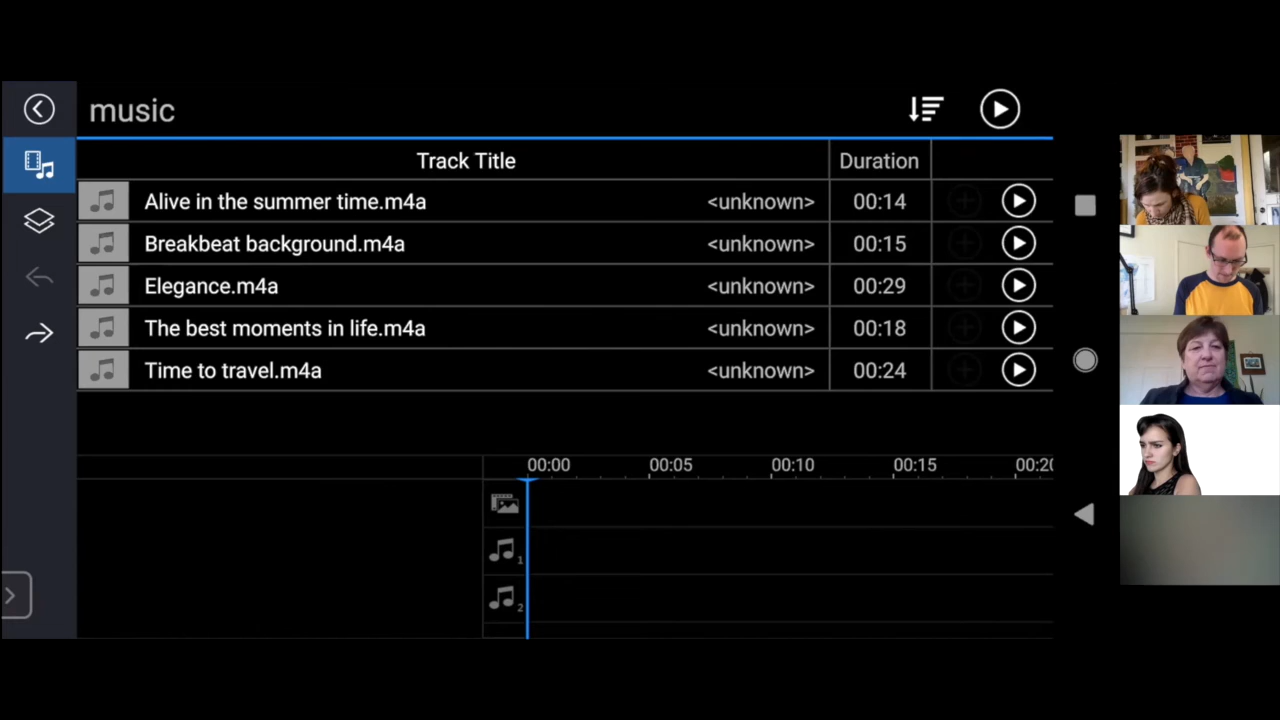 music
Track Title Duration
Alive in the summer time.m4a <unknown> 00:14
Breakbeat background.m4a <unknown> 00:15
Elegance.m4a <unknown> 00:29
The best moments in life.m4a <unknown> 00:18
Time to travel.m4a <unknown> 00:24
00:00 00:05 00:10 00:15 00:20
1
2